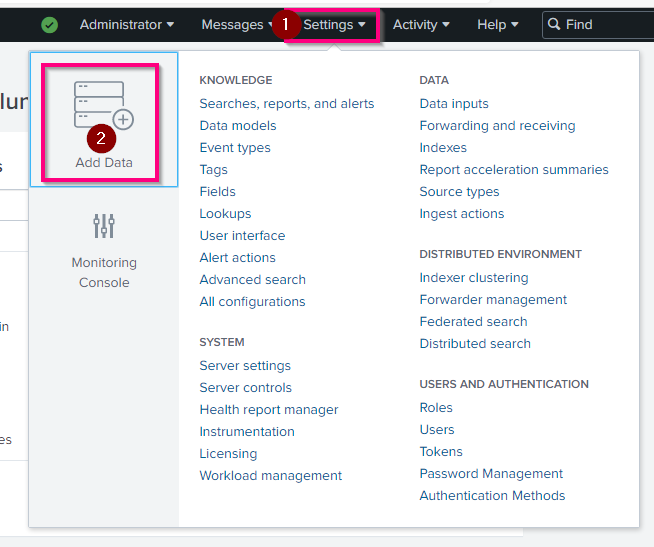 Administrator Messages 1 Settings Activity Help Find
2
Add Data
Monitoring
Console
KNOWLEDGE
Searches, reports, and alerts
Data models
Event types
Tags
Fields
Lookups
User interface
Alert actions
Advanced search
All configurations
SYSTEM
Server settings
Server controls
Health report manager
Instrumentation
Licensing
Workload management
DATA
Data inputs
Forwarding and receiving
Indexes
Report acceleration summaries
Source types
Ingest actions
DISTRIBUTED ENVIRONMENT
Indexer clustering
Forwarder management
Federated search
Distributed search
USERS AND AUTHENTICATION
Roles
Users
Tokens
Password Management
Authentication Methods